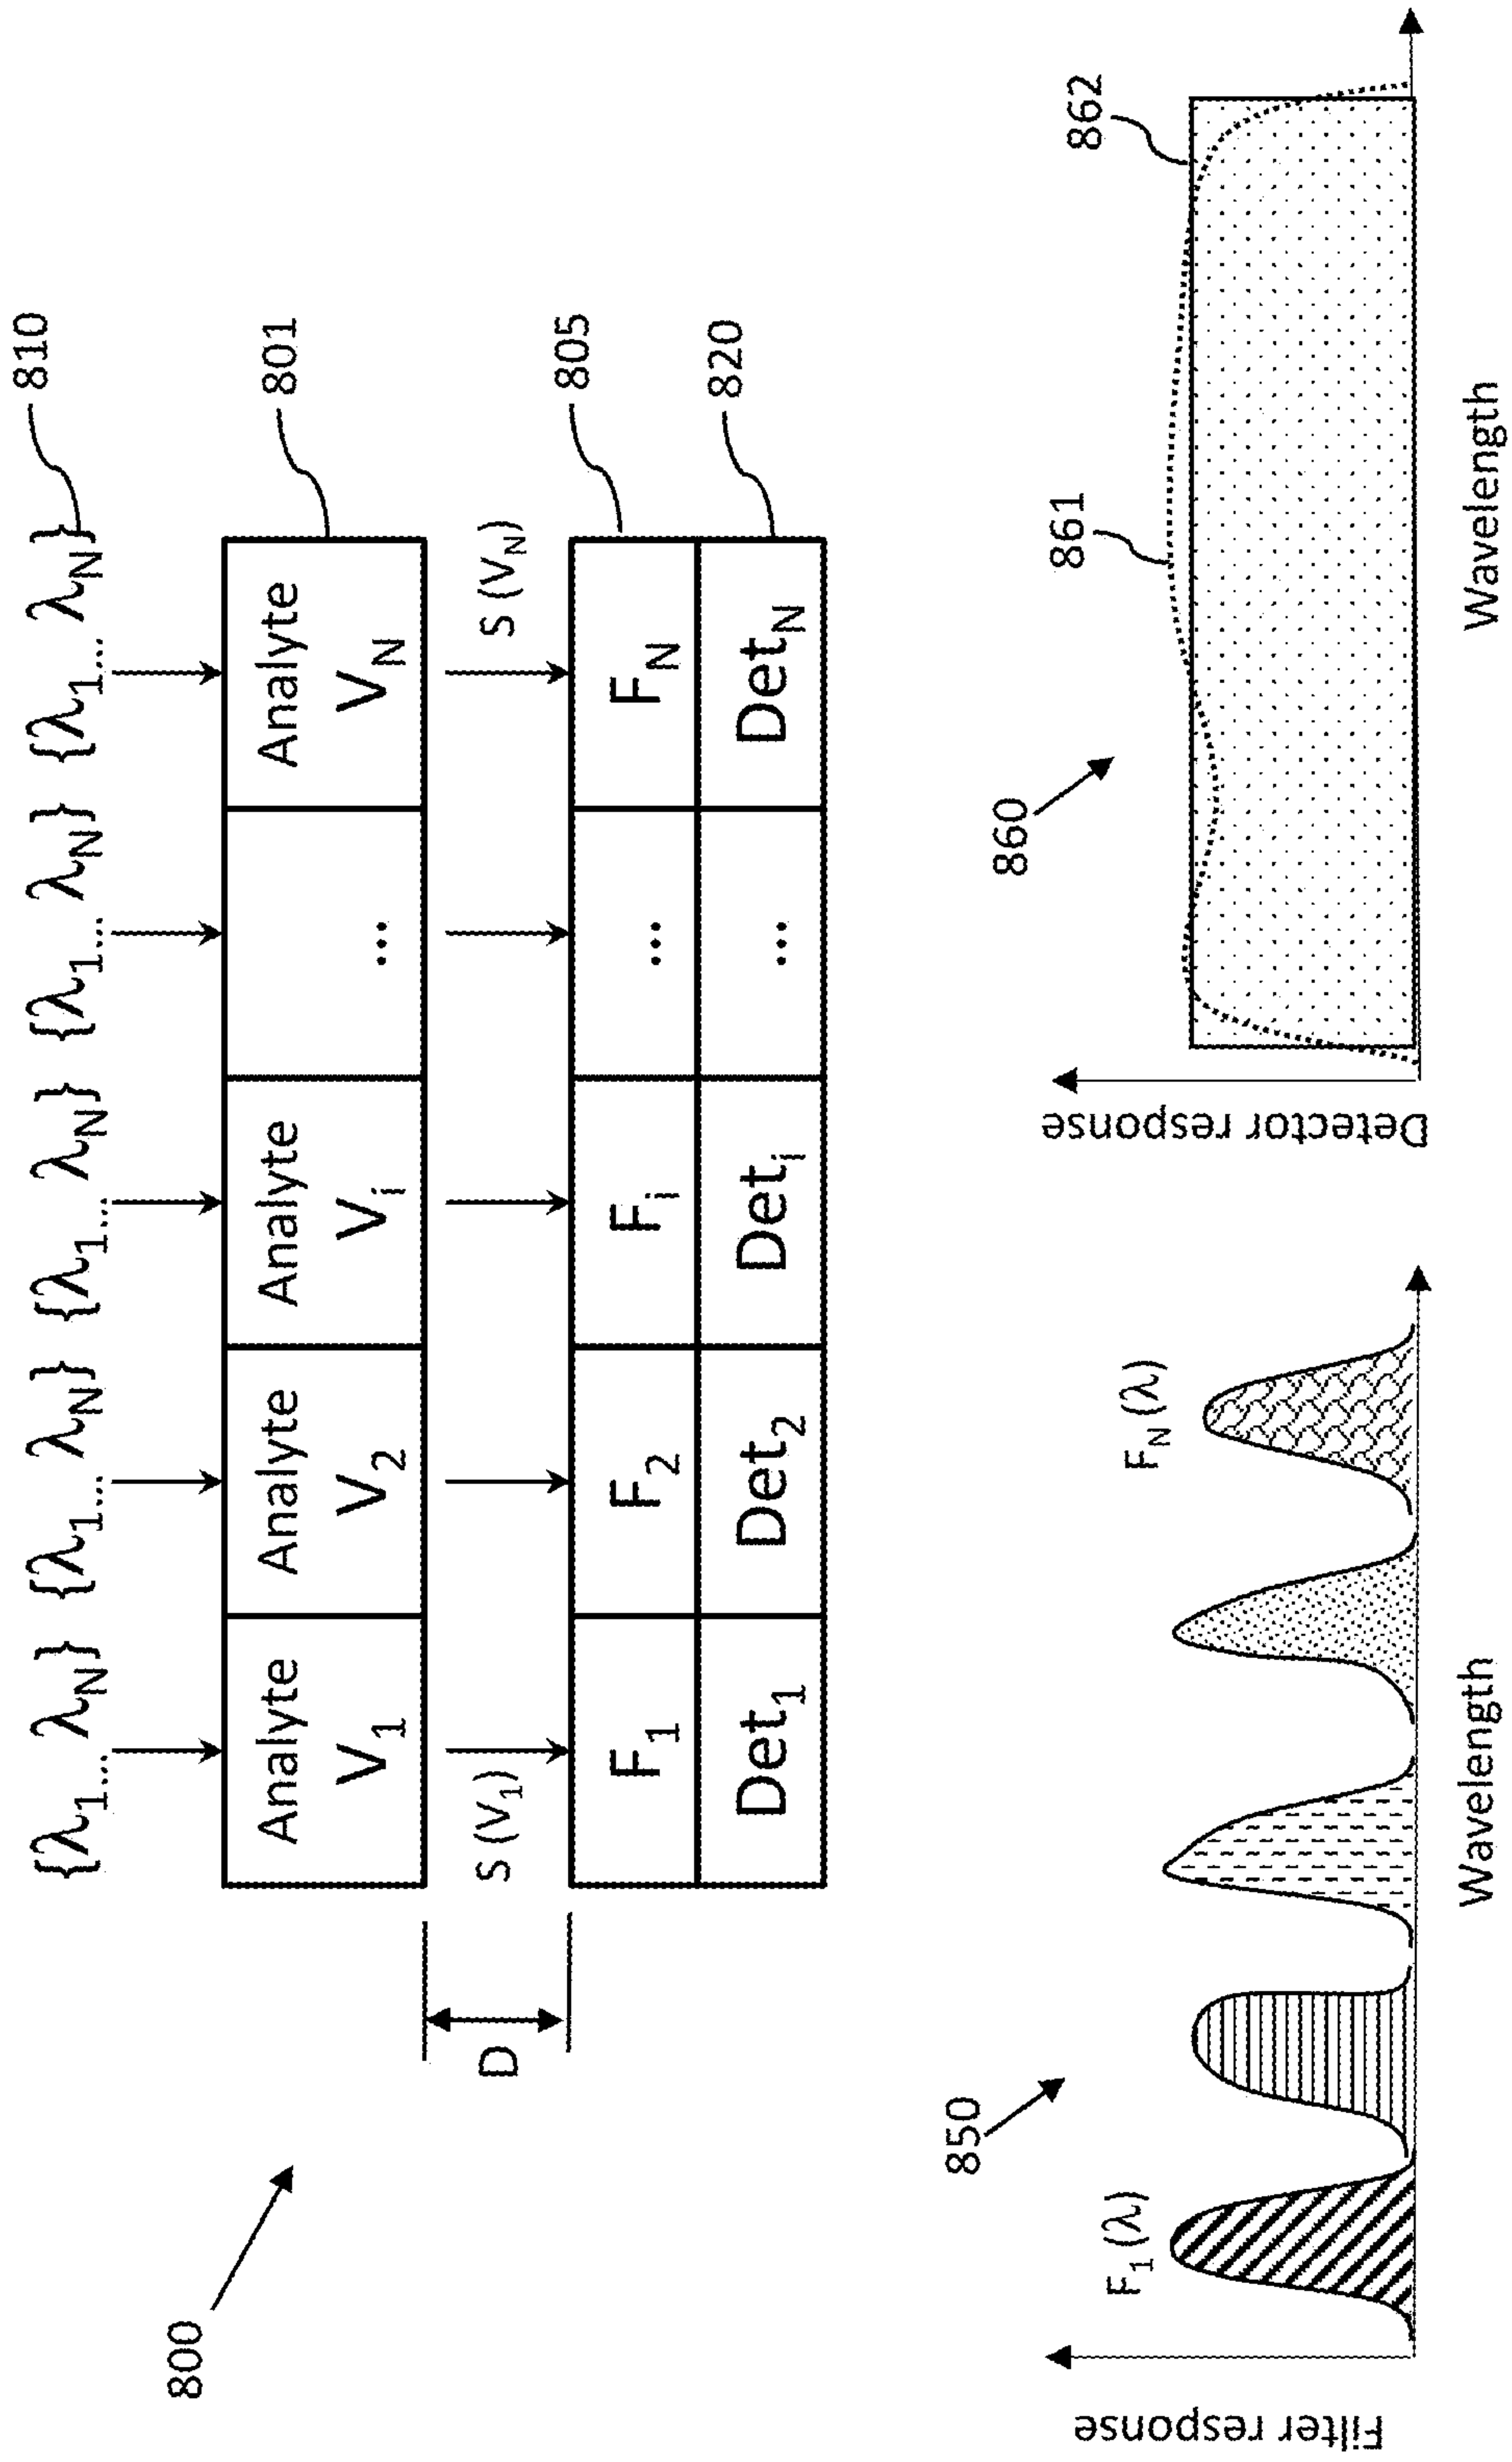 {λ1... λN} {λ1... λN} {λ1... λN} {λ1... λN} {λ1... λN} 810
Analyte V1 Analyte V2 Analyte Vi ... Analyte VN 801
S (V1) S (VN)
D
F1 F2 Fi ... FN 805
Det1 Det2 Deti ... DetN 820
800
850
Filter response
F1 (λ)
FN (λ)
Wavelength
860
861
862
Detector response
Wavelength